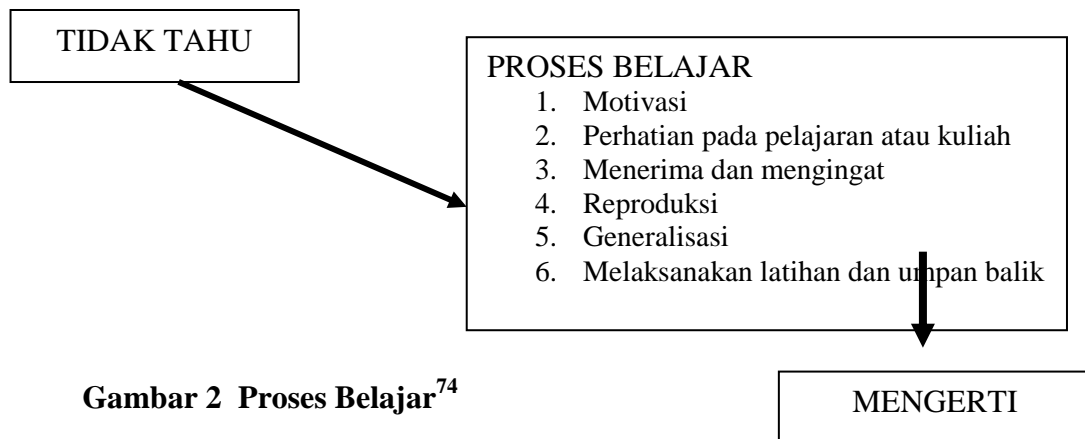 TIDAK TAHU
PROSES BELAJAR
1. Motivasi
2. Perhatian pada pelajaran atau kuliah
3. Menerima dan mengingat
4. Reproduksi
5. Generalisasi
6. Melaksanakan latihan dan umpan balik
Gambar 2 Proses Belajar74
MENGERTI